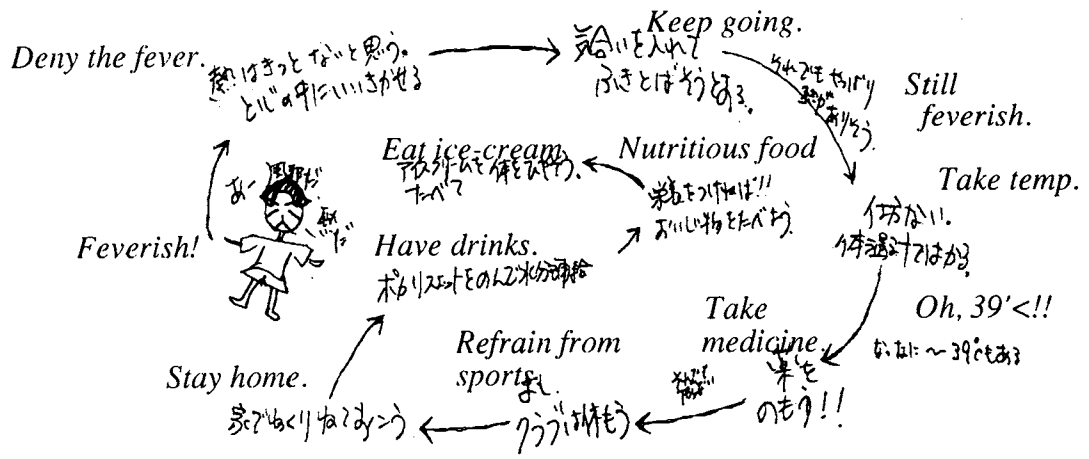 Feverish!
あー
風邪だ
Deny the fever.
熱はきっとないと思う。
と心の中にいいきかせる
Keep going.
気合いを入れて
ふきとばそうとする。
Still
feverish.
それでもやっぱり
熱が
ありそう。
Take temp.
仕方ない。
体温計ではかる。
Oh, 39'<!!
なっなに〜39℃もある
Take
medicine.
薬を
のもう!!
Refrain from
sports.
よし、
クラブは休もう
Stay home.
家でゆっくりねておこう
Have drinks.
ポカリスエットをのんで水分補給
Nutritious food
栄養をつければ!!
おいしい物をたべよう。
Eat ice-cream.
アイスクリームを
たべて
体をひやそう。